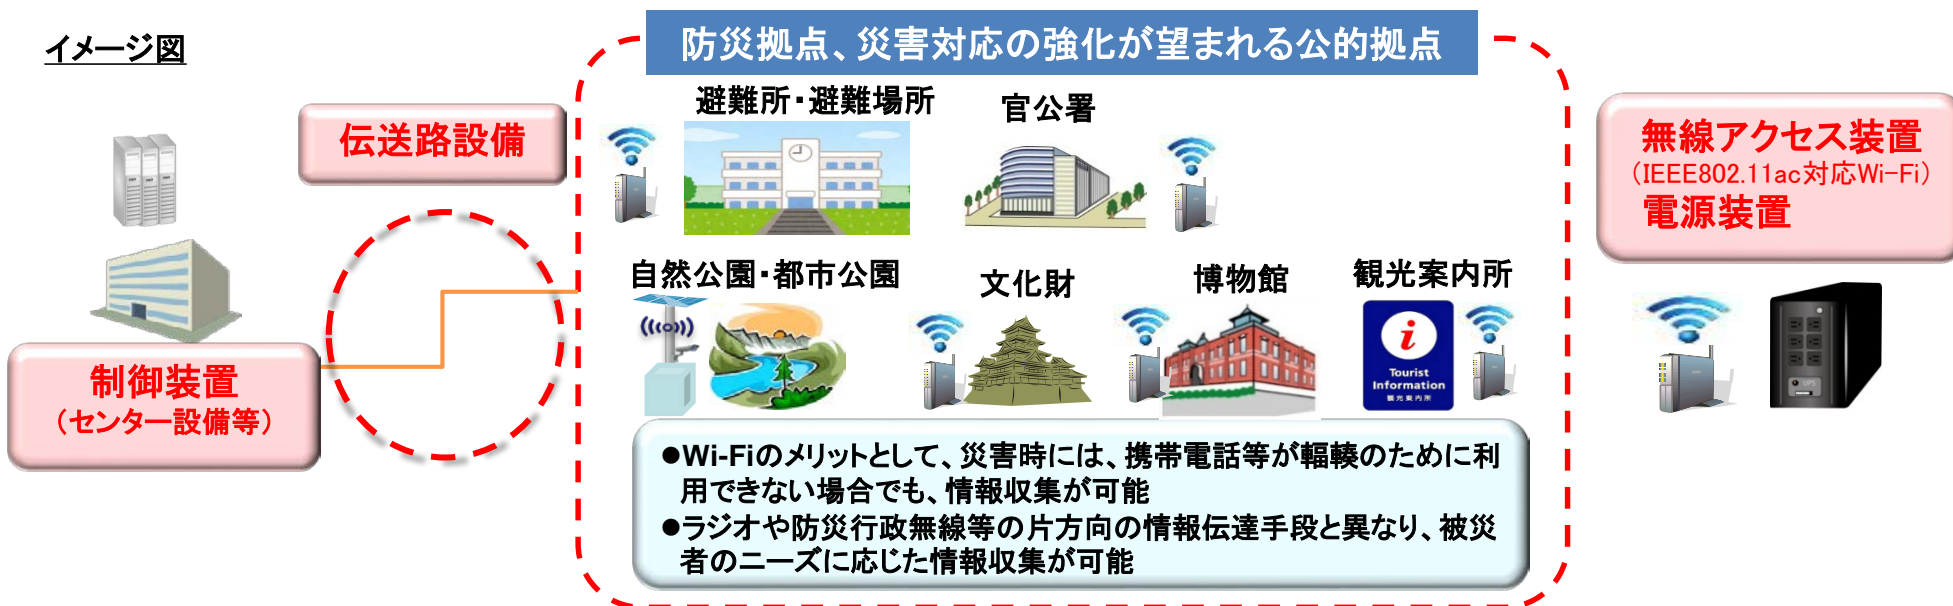 イメージ図
防災拠点、災害対応の強化が望まれる公的拠点
伝送路設備
避難所・避難場所
官公署
無線アクセス装置
(IEEE802.11ac対応Wi-Fi)
電源装置
自然公園・都市公園
文化財
博物館
観光案内所
((o))
i
Tourist
Information
観光案内所
UPS
制御装置
(センター設備等)
●Wi-Fiのメリットとして、災害時には、携帯電話等が輻輳のために利
用できない場合でも、情報収集が可能
●ラジオや防災行政無線等の片方向の情報伝達手段と異なり、被災
者のニーズに応じた情報収集が可能